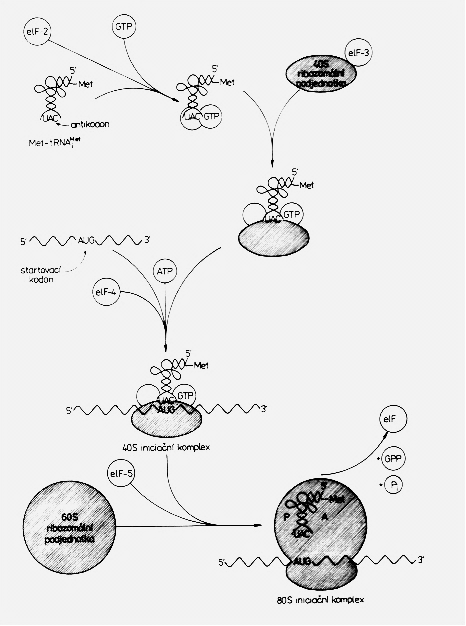 eIF-2
GTP
40S
ribozomální
podjednotka
eIF-3
5'
Met
UAC
antikodon
Met-tRNAᵢᴹᵉᵗ
5'
Met
UAC
GTP
5'
Met
UAC
GTP
5'
AUG
3'
startovací
kodon
ATP
eIF-4
5'
Met
UAC
GTP
5'
AUG
3'
40S iniciační komplex
eIF-5
60S
ribozomální
podjednotka
eIF
+ GPP
+ Pᵢ
5'
Met
P
A
UAC
5'
AUG
3'
80S iniciační komplex